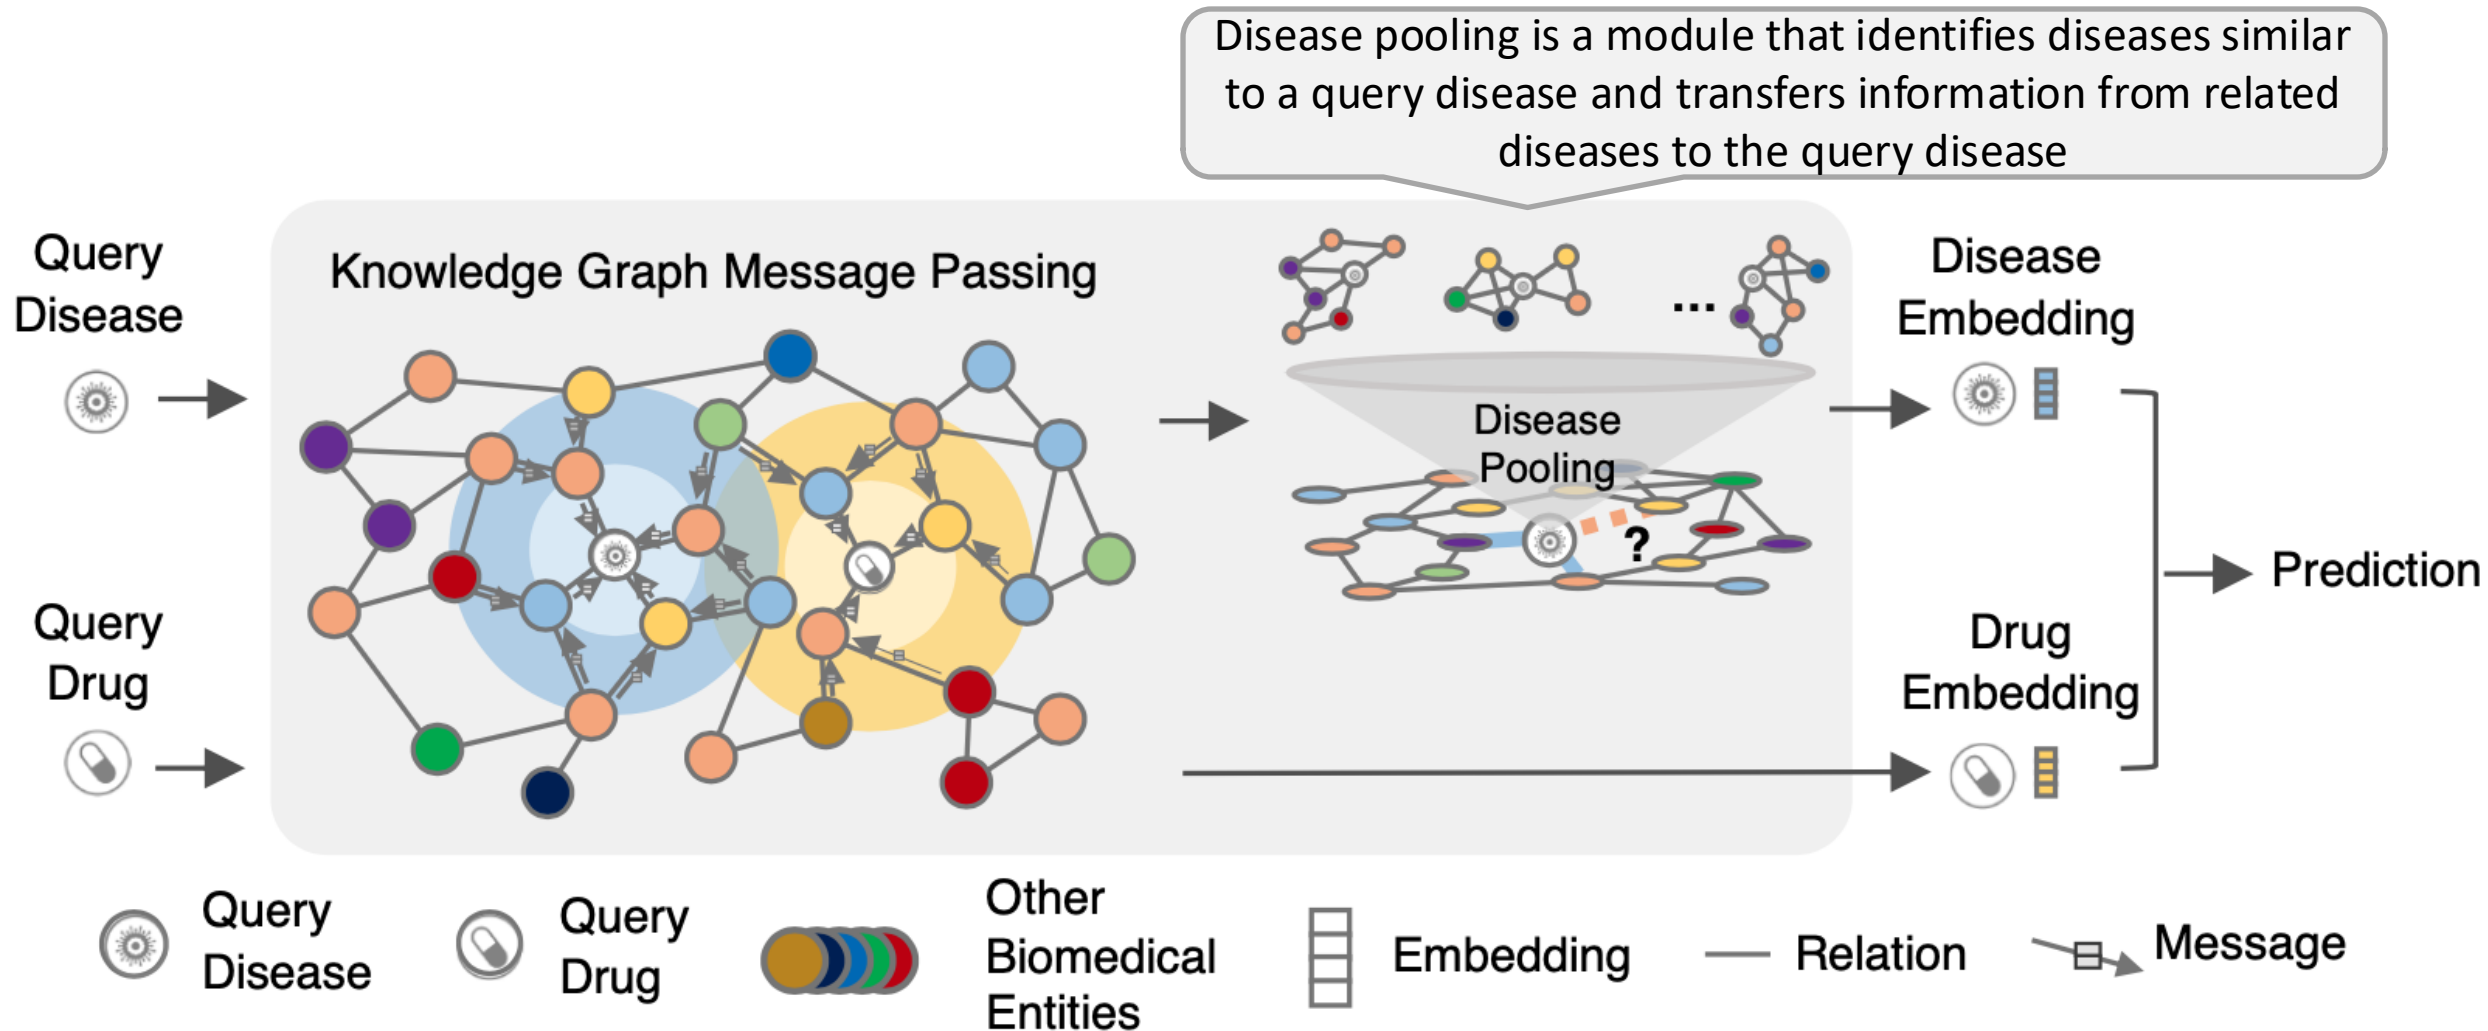 Disease pooling is a module that identifies diseases similar
to a query disease and transfers information from related
diseases to the query disease
Query
Disease
Knowledge Graph Message Passing
...
Disease
Embedding
Disease
Pooling
?
Query
Drug
Drug
Embedding
Prediction
Query
Disease
Query
Drug
Other
Biomedical
Entities
Embedding
Relation
Message